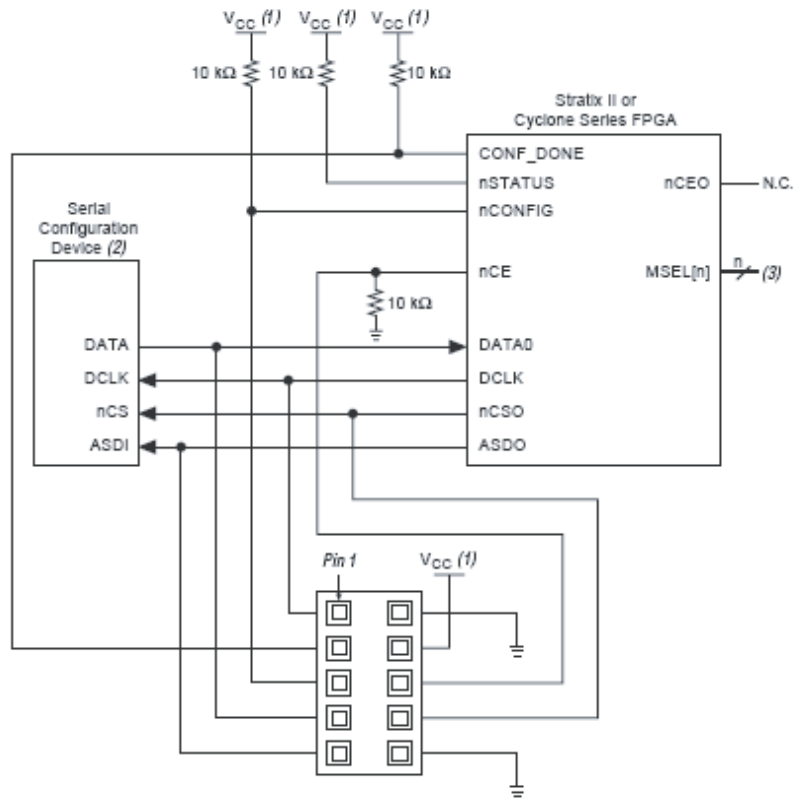 VCC (1) VCC (1) VCC (1)
10 kΩ 10 kΩ 10 kΩ
Stratix II or
Cyclone Series FPGA
CONF_DONE
nSTATUS
nCEO
N.C.
nCONFIG
Serial
Configuration
Device (2)
nCE
MSEL[n]
n
(3)
10 kΩ
DATA
DATA0
DCLK
DCLK
nCS
nCSO
ASDI
ASDO
Pin 1
VCC (1)